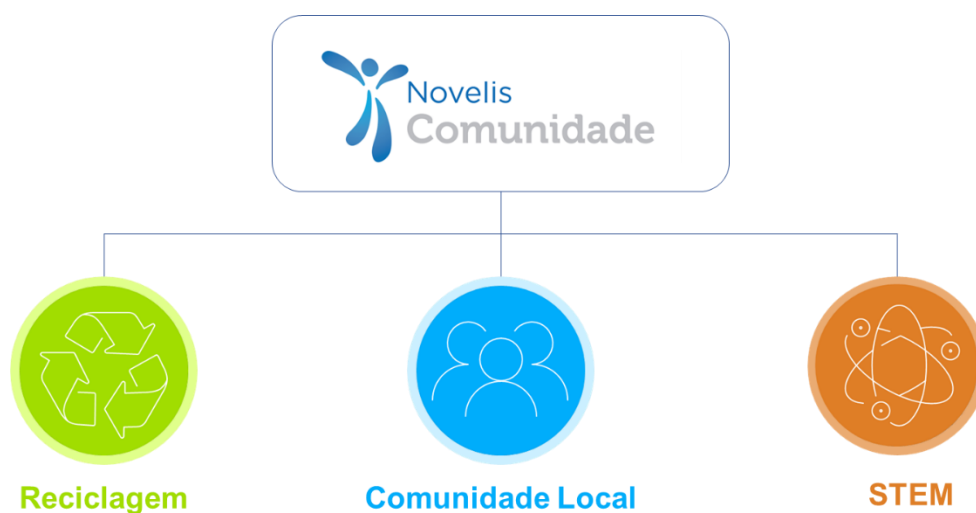 Novelis
Comunidade
Reciclagem
Comunidade Local
STEM